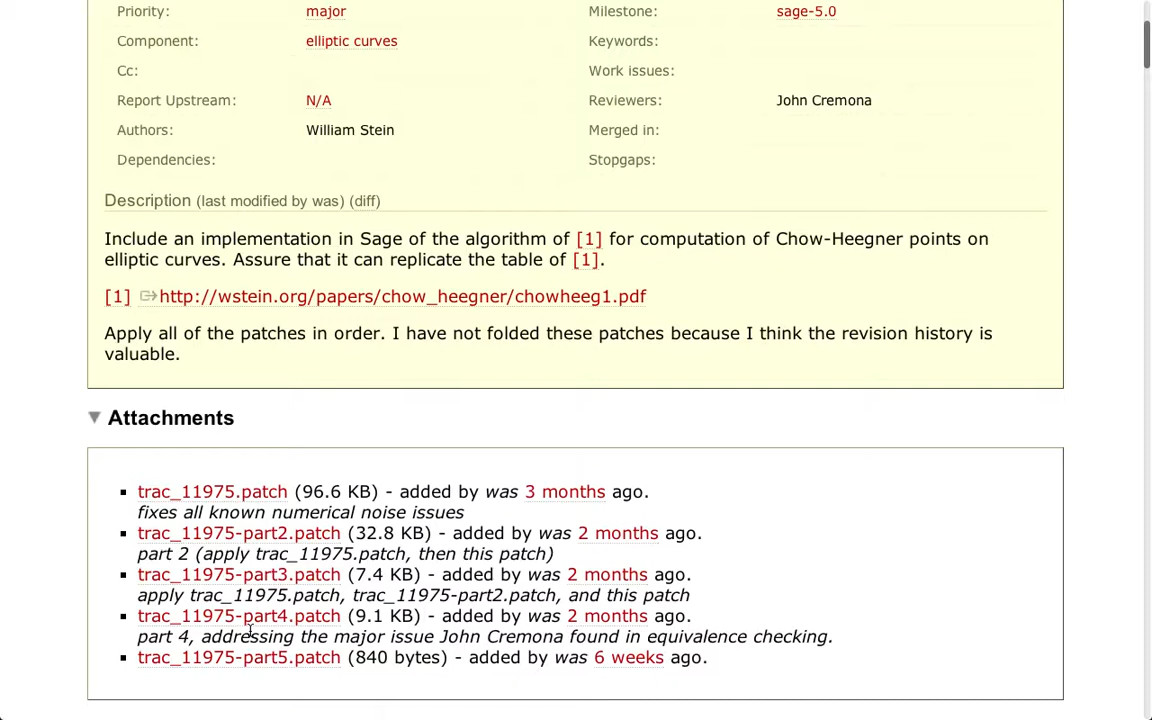 Priority: major Milestone: sage-5.0
Component: elliptic curves Keywords:
Cc: Work issues:
Report Upstream: N/A Reviewers: John Cremona
Authors: William Stein Merged in:
Dependencies: Stopgaps:
Description (last modified by was) (diff)
Include an implementation in Sage of the algorithm of [1] for computation of Chow-Heegner points on
elliptic curves. Assure that it can replicate the table of [1].
[1] http://wstein.org/papers/chow_heegner/chowheeg1.pdf
Apply all of the patches in order. I have not folded these patches because I think the revision history is
valuable.
Attachments
trac_11975.patch (96.6 KB) - added by was 3 months ago.
fixes all known numerical noise issues
trac_11975-part2.patch (32.8 KB) - added by was 2 months ago.
part 2 (apply trac_11975.patch, then this patch)
trac_11975-part3.patch (7.4 KB) - added by was 2 months ago.
apply trac_11975.patch, trac_11975-part2.patch, and this patch
trac_11975-part4.patch (9.1 KB) - added by was 2 months ago.
part 4, addressing the major issue John Cremona found in equivalence checking.
trac_11975-part5.patch (840 bytes) - added by was 6 weeks ago.